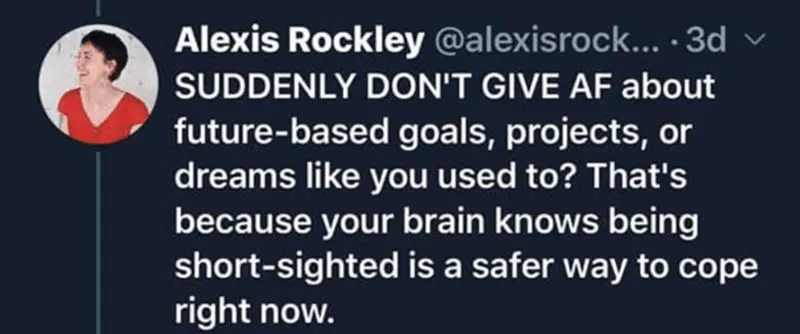 Alexis Rockley @alexisrock... · 3d
SUDDENLY DON'T GIVE AF about
future-based goals, projects, or
dreams like you used to? That's
because your brain knows being
short-sighted is a safer way to cope
right now.